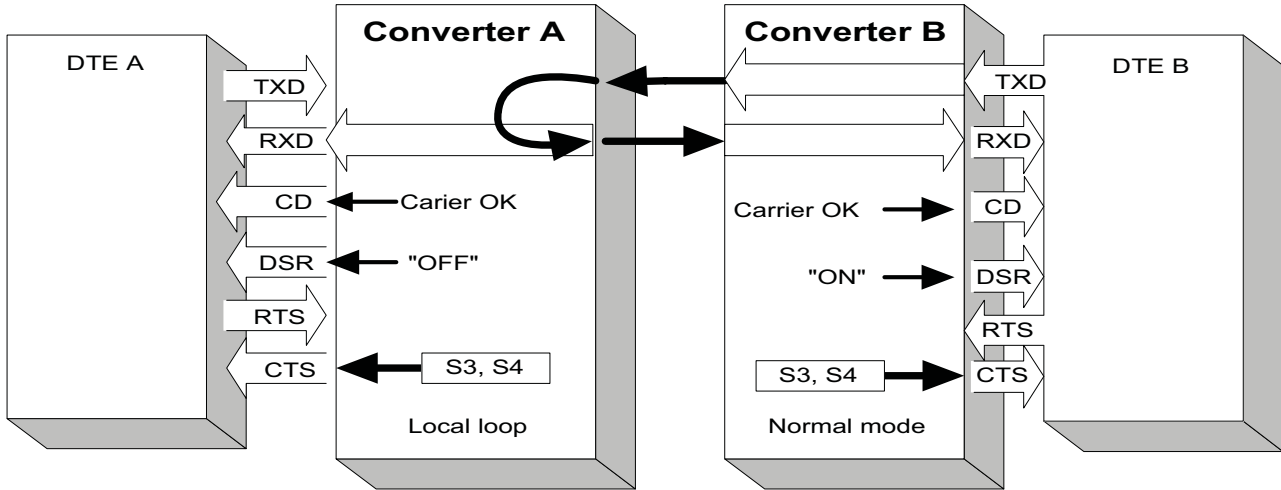 DTE A
TXD
RXD
CD
DSR
RTS
CTS
Converter A
Carier OK
"OFF"
S3, S4
Local loop
Converter B
Carrier OK
"ON"
S3, S4
Normal mode
TXD
RXD
CD
DSR
RTS
CTS
DTE B